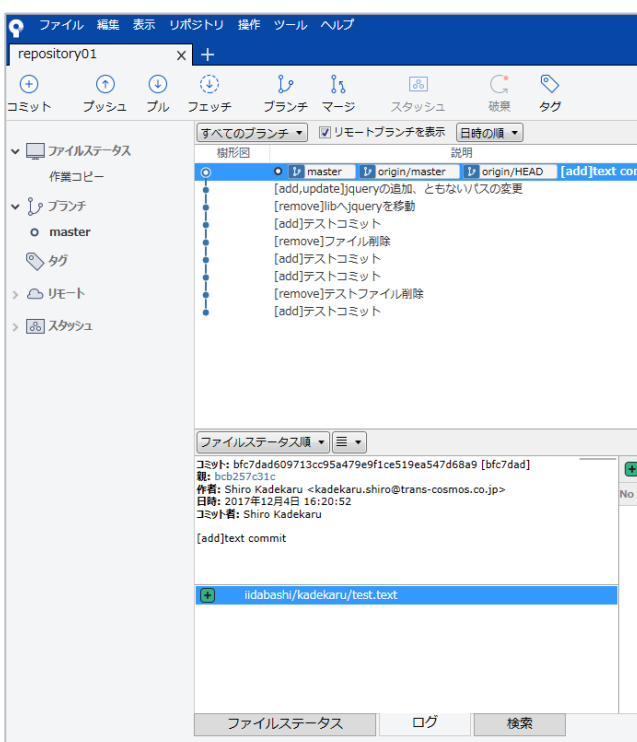 ファイル 編集 表示 リポジトリ 操作 ツール ヘルプ
repository01 x +
コミット プッシュ プル フェッチ ブランチ マージ スタッシュ 破棄 タグ
すべてのブランチ リモートブランチを表示 日時の順
ファイルステータス
作業コピー
ブランチ
master
タグ
リモート
スタッシュ
樹形図 説明
master origin/master origin/HEAD [add]text com
[add,update]jqueryの追加、ともないパスの変更
[remove]libへjqueryを移動
[add]テストコミット
[remove]ファイル削除
[add]テストコミット
[add]テストコミット
[remove]テストファイル削除
[add]テストコミット
ファイルステータス順
コミット: bfc7dad609713cc95a479e9f1ce519ea547d68a9 [bfc7dad]
親: bcb257c31c
作者: Shiro Kadekaru <kadekaru.shiro@trans-cosmos.co.jp>
日時: 2017年12月4日 16:20:52
コミット者: Shiro Kadekaru
[add]text commit
No
iidabashi/kadekaru/test.text
ファイルステータス ログ 検索